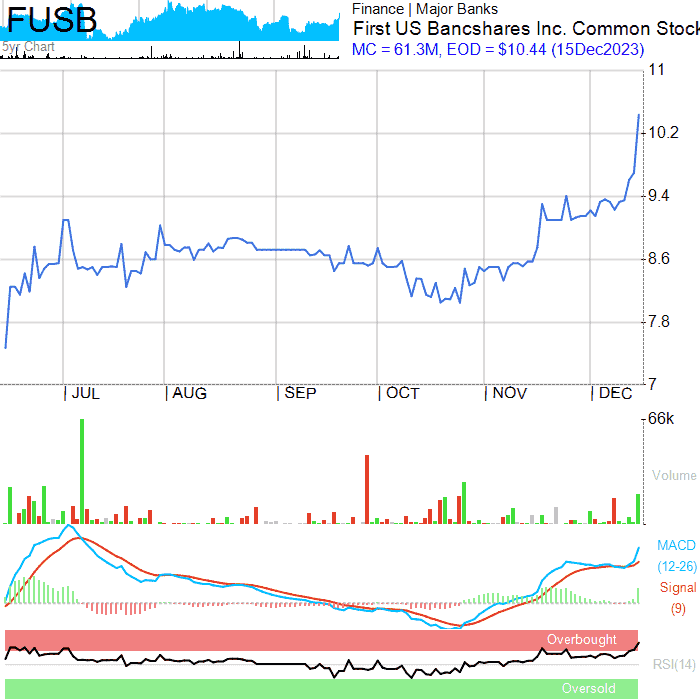 FUSB
5yr Chart
Finance | Major Banks
First US Bancshares Inc. Common Stock
MC = 61.3M, EOD = $10.44 (15Dec2023)
11
10.2
9.4
8.6
7.8
7
JUL AUG SEP OCT NOV DEC
66k
Volume
MACD
(12-26)
Signal
(9)
Overbought
RSI(14)
Oversold